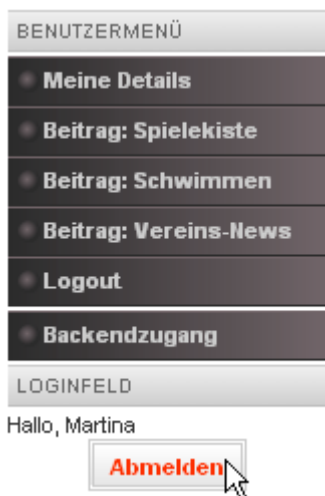 BENUTZERMENÜ
Meine Details
Beitrag: Spielekiste
Beitrag: Schwimmen
Beitrag: Vereins-News
Logout
Backendzugang
LOGINFELD
Hallo, Martina
Abmelden